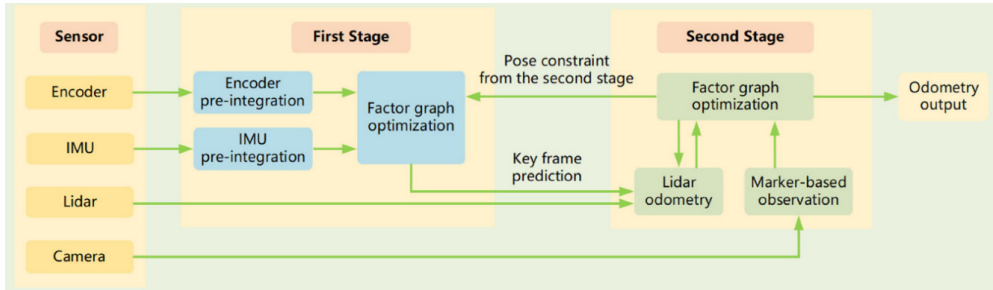 Sensor
First Stage
Second Stage
Encoder
IMU
Lidar
Camera
Encoder
pre-integration
IMU
pre-integration
Factor graph
optimization
Pose constraint
from the second stage
Key frame
prediction
Factor graph
optimization
Lidar
odometry
Marker-based
observation
Odometry
output